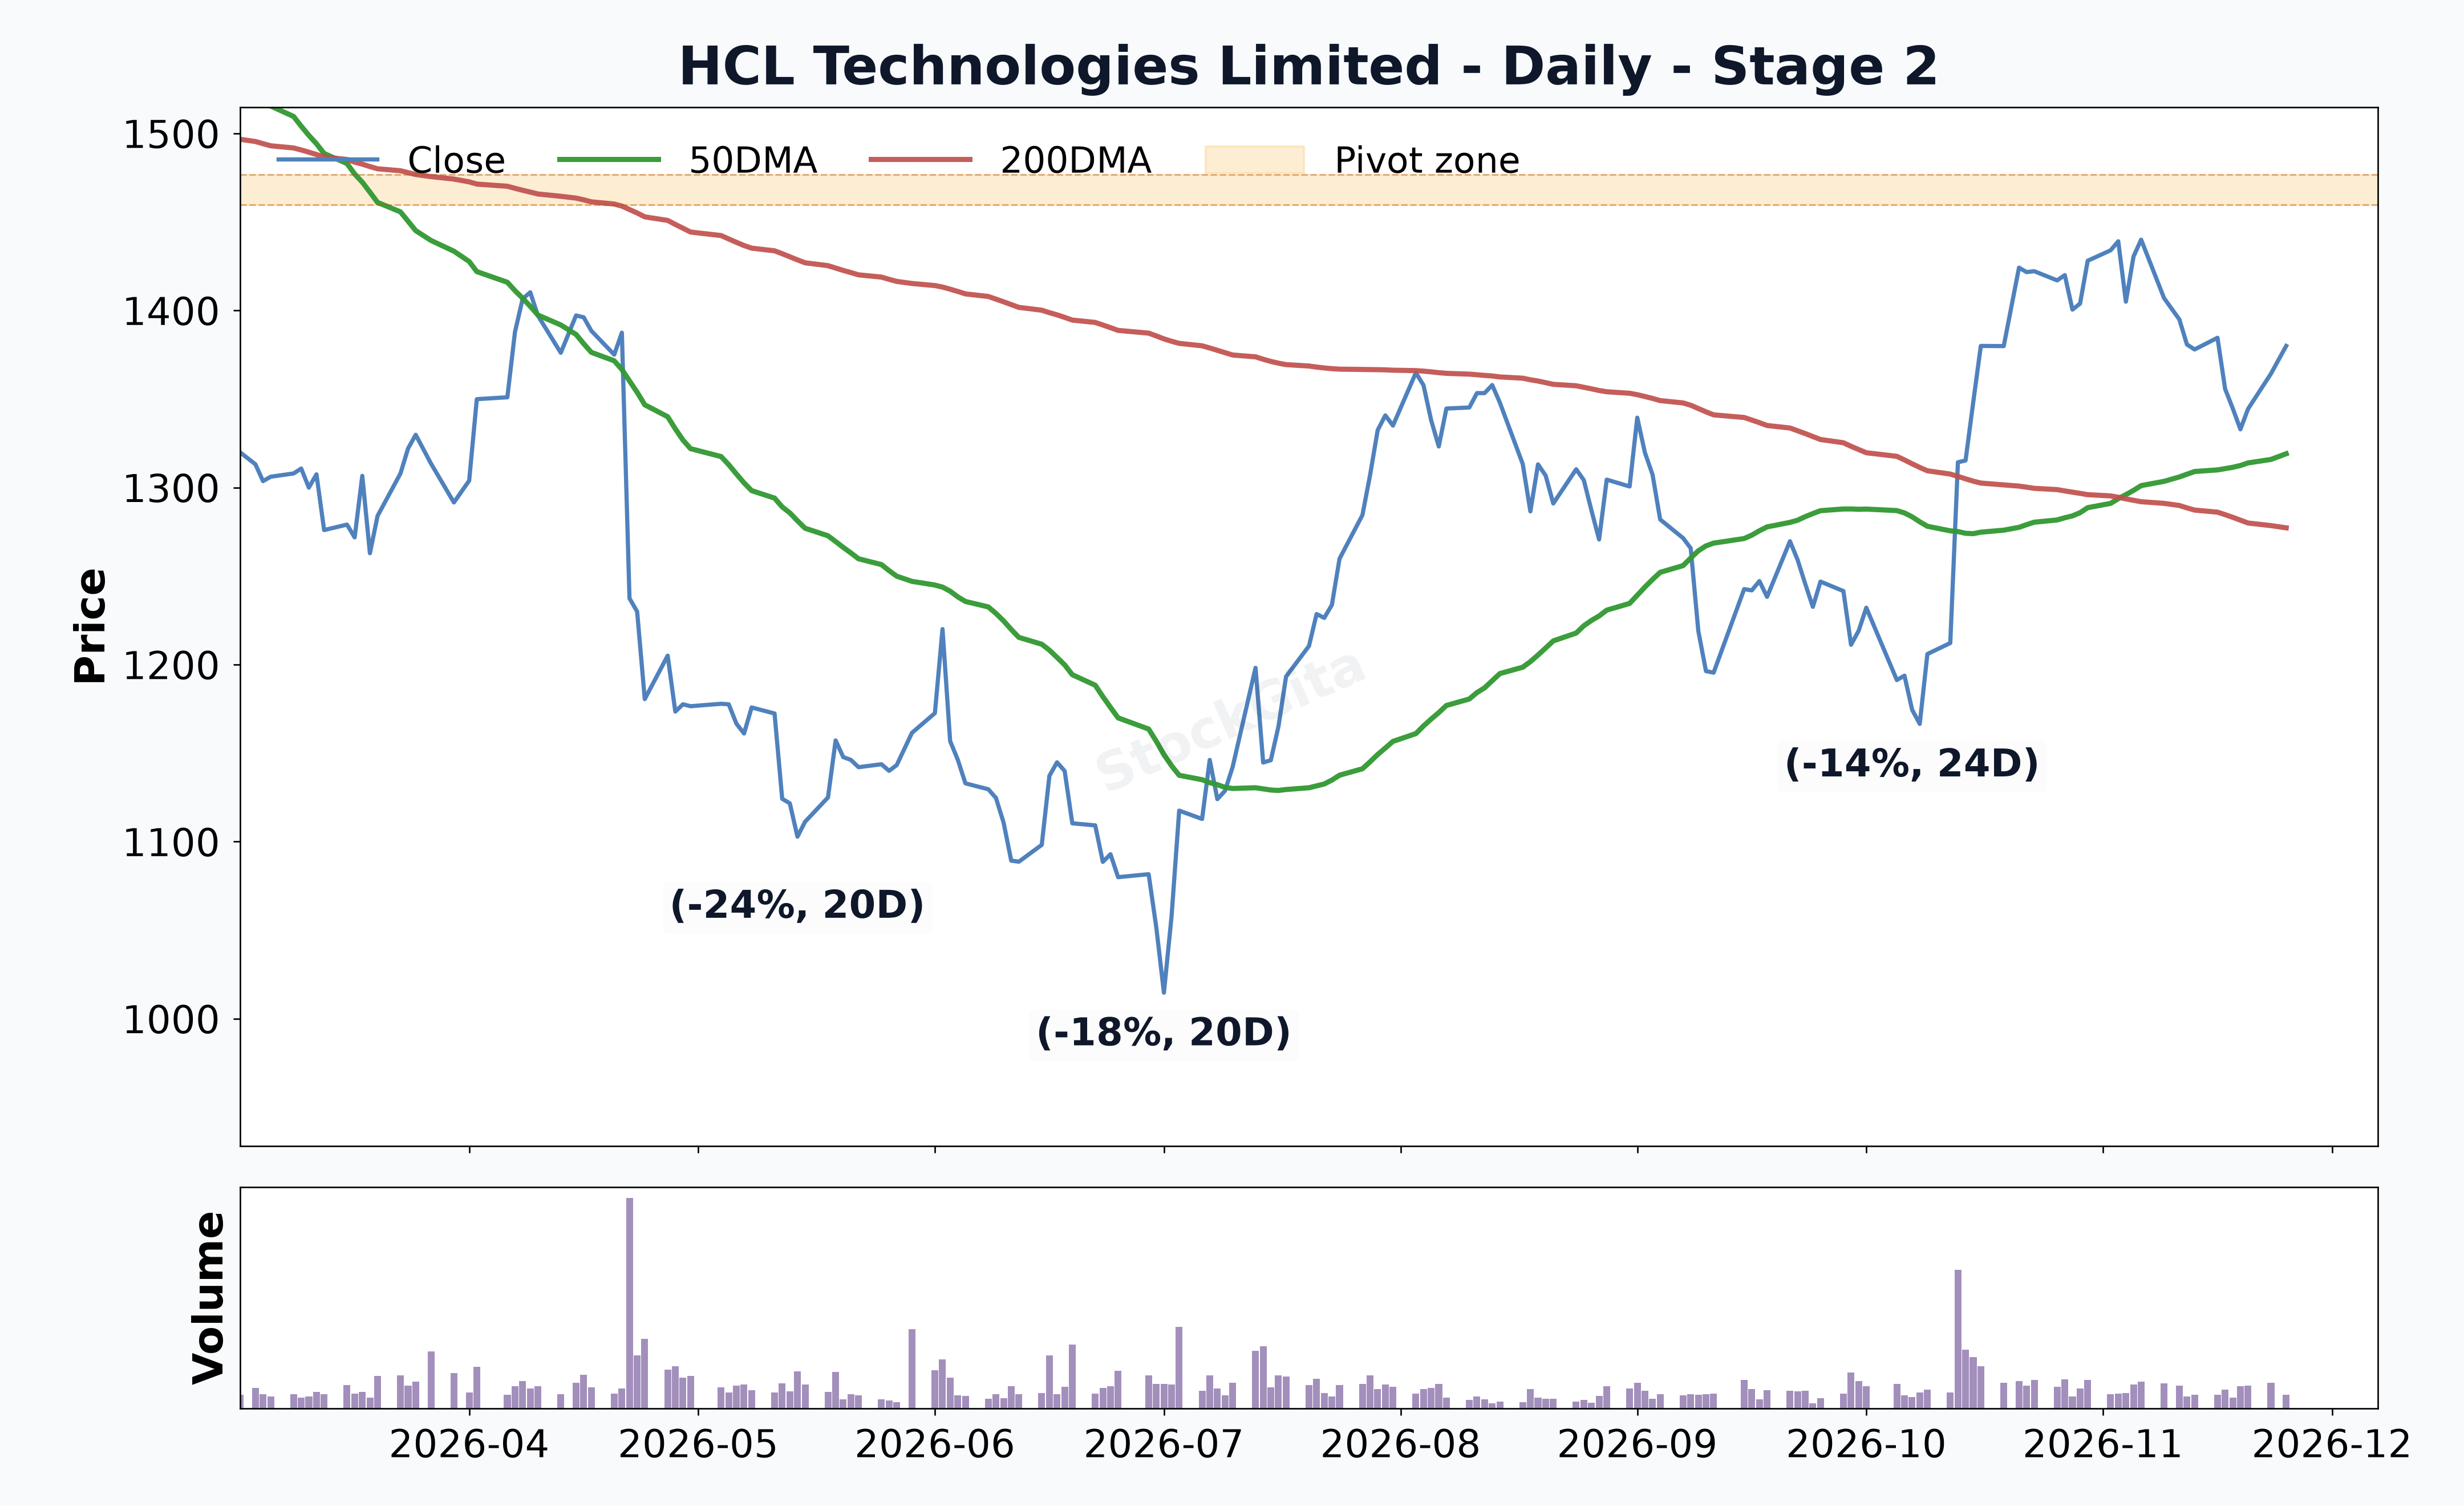 HCL Technologies Limited - Daily - Stage 2
Close 50DMA 200DMA Pivot zone
Price
1500
1400
1300
1200
1100
1000
StockGita
(-14%, 24D)
(-24%, 20D)
(-18%, 20D)
Volume
2026-04 2026-05 2026-06 2026-07 2026-08 2026-09 2026-10 2026-11 2026-12